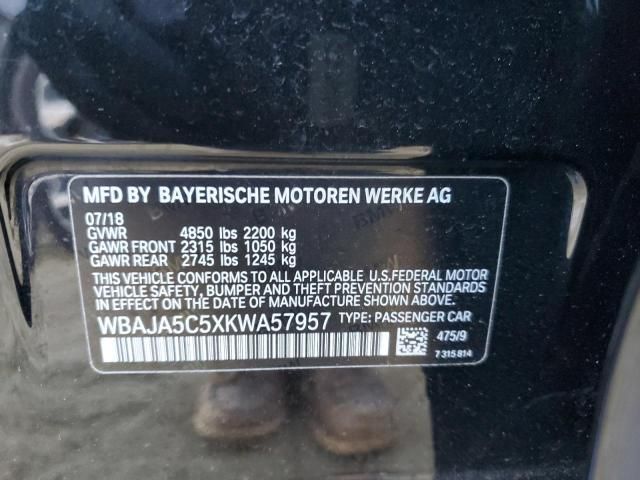 MFD BY BAYERISCHE MOTOREN WERKE AG
07/18
GVWR 4850 lbs 2200 kg
GAWR FRONT 2315 lbs 1050 kg
GAWR REAR 2745 lbs 1245 kg
THIS VEHICLE CONFORMS TO ALL APPLICABLE U.S.FEDERAL MOTOR
VEHICLE SAFETY, BUMPER, AND THEFT PREVENTION STANDARDS
IN EFFECT ON THE DATE OF MANUFACTURE SHOWN ABOVE.
WBAJA5C5XKWA57957 TYPE: PASSENGER CAR
475/9
7 315 814